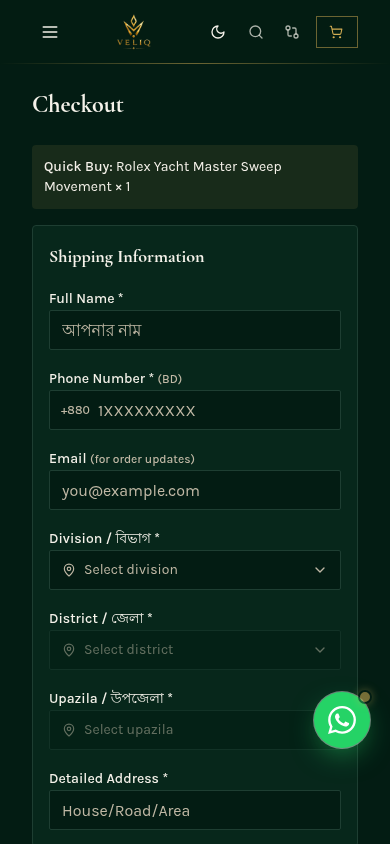 VELIQ
Checkout
Quick Buy: Rolex Yacht Master Sweep
Movement × 1
Shipping Information
Full Name *
আপনার নাম
Phone Number * (BD)
+880 1XXXXXXXXX
Email (for order updates)
you@example.com
Division / বিভাগ *
Select division
District / জেলা *
Select district
Upazila / উপজেলা *
Select upazila
Detailed Address *
House/Road/Area